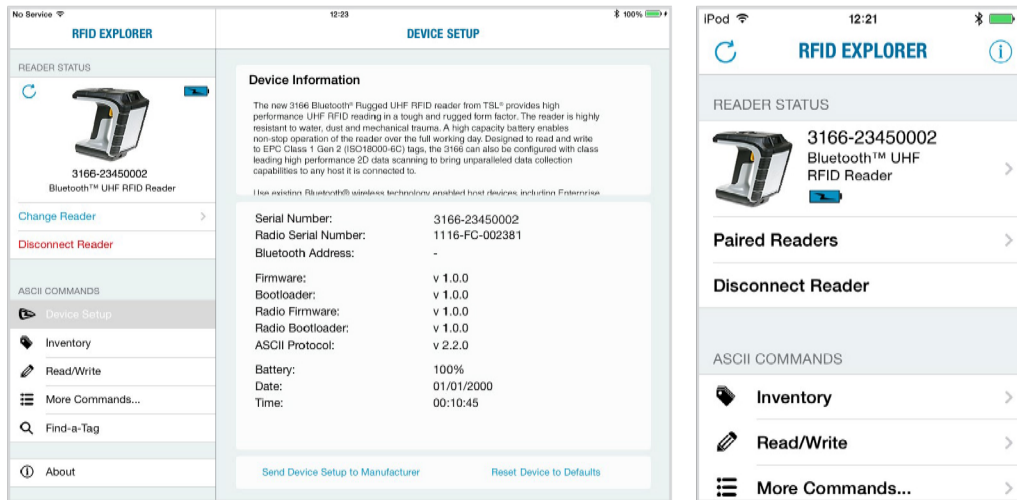 No Service
12:23
100%
RFID EXPLORER
DEVICE SETUP
READER STATUS
3166-23450002
Bluetooth™ UHF RFID Reader
Change Reader
Disconnect Reader
ASCII COMMANDS
Device Setup
Inventory
Read/Write
More Commands...
Find-a-Tag
About
Device Information
The new 3166 Bluetooth® Rugged UHF RFID reader from TSL® provides high
performance UHF RFID reading in a tough and rugged form factor. The reader is highly
resistant to water, dust and mechanical trauma. A high capacity battery enables
non-stop operation of the reader over the full working day. Designed to read and write
to EPC Class 1 Gen 2 (ISO18000-6C) tags, the 3166 can also be configured with class
leading high performance 2D data scanning to bring unparalleled data collection
capabilities to any host it is connected to.
Use existing Bluetooth® wireless technology enabled host devices including Enterprise
Serial Number: 3166-23450002
Radio Serial Number: 1116-FC-002381
Bluetooth Address: -
Firmware: v 1.0.0
Bootloader: v 1.0.0
Radio Firmware: v 1.0.0
Radio Bootloader: v 1.0.0
ASCII Protocol: v 2.2.0
Battery: 100%
Date: 01/01/2000
Time: 00:10:45
Send Device Setup to Manufacturer
Reset Device to Defaults
iPod
12:21
RFID EXPLORER
READER STATUS
3166-23450002
Bluetooth™ UHF
RFID Reader
Paired Readers
Disconnect Reader
ASCII COMMANDS
Inventory
Read/Write
More Commands...